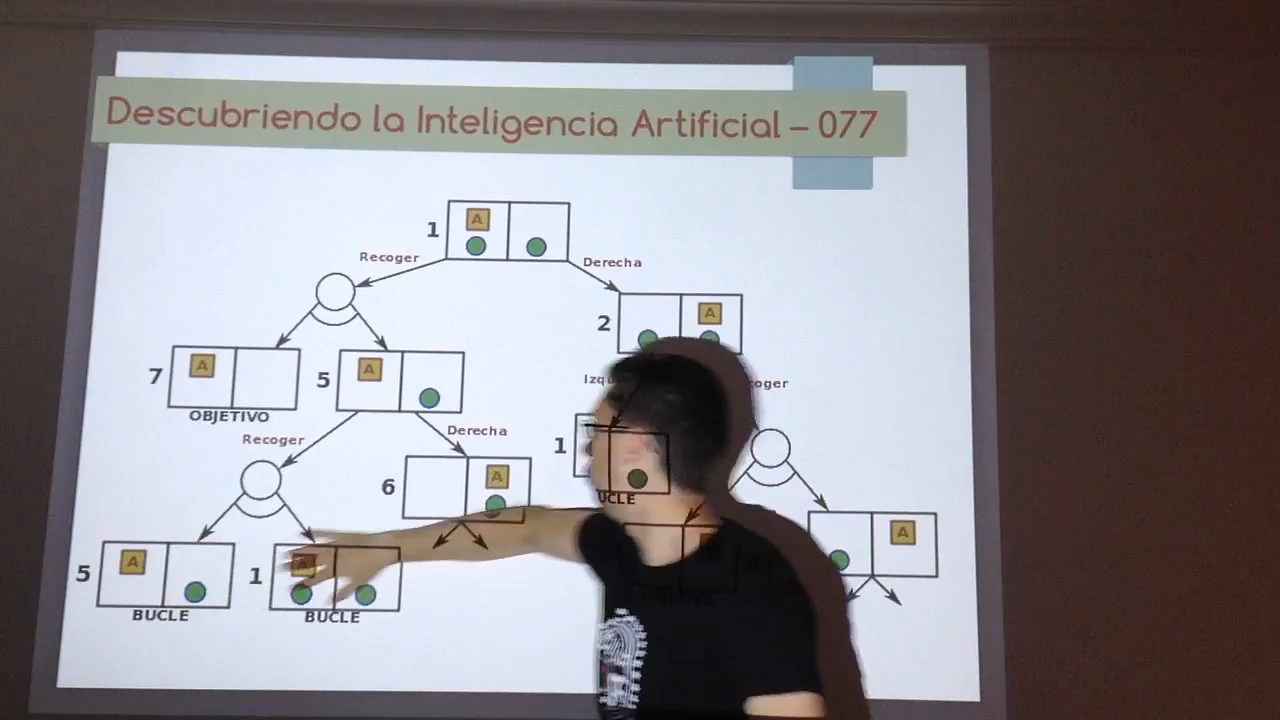 Descubriendo la Inteligencia Artificial – 077
1
A
Recoger
Derecha
2
A
7
A
OBJETIVO
5
A
Recoger
Derecha
6
A
1
A
5
A
BUCLE
1
A
BUCLE